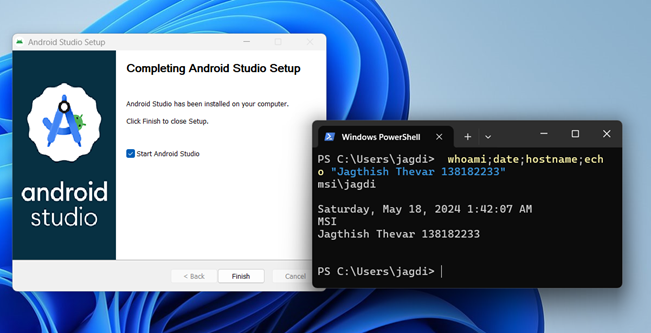 Android Studio Setup
Completing Android Studio Setup
Android Studio has been installed on your computer.
Click Finish to close Setup.
Start Android Studio
android
studio
< Back
Finish
Cancel
Windows PowerShell
PS C:\Users\jagdi> whoami;date;hostname;ech
o "Jagthish Thevar 138182233"
msi\jagdi
Saturday, May 18, 2024 1:42:07 AM
MSI
Jagthish Thevar 138182233
PS C:\Users\jagdi>